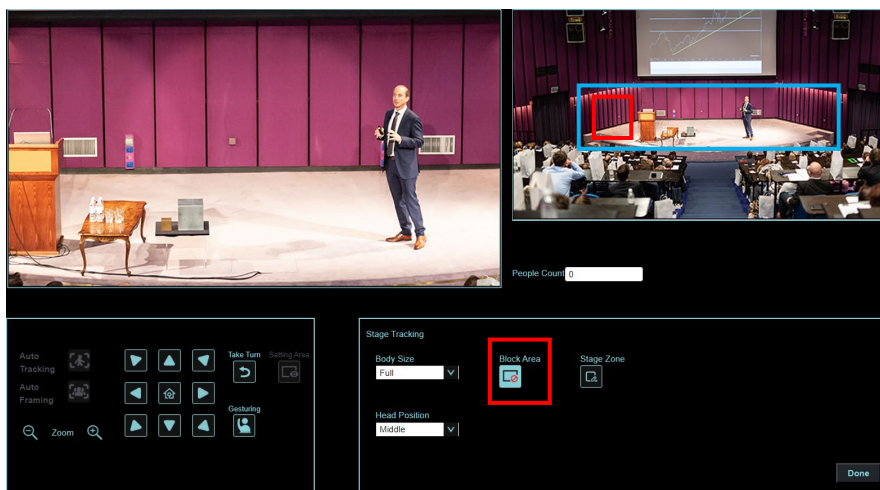 People Count 0
Stage Tracking
Auto
Tracking
Auto
Framing
Zoom
Take Turn Setting Area
Gesturing
Body Size
Full
Block Area
Stage Zone
Head Position
Middle
Done